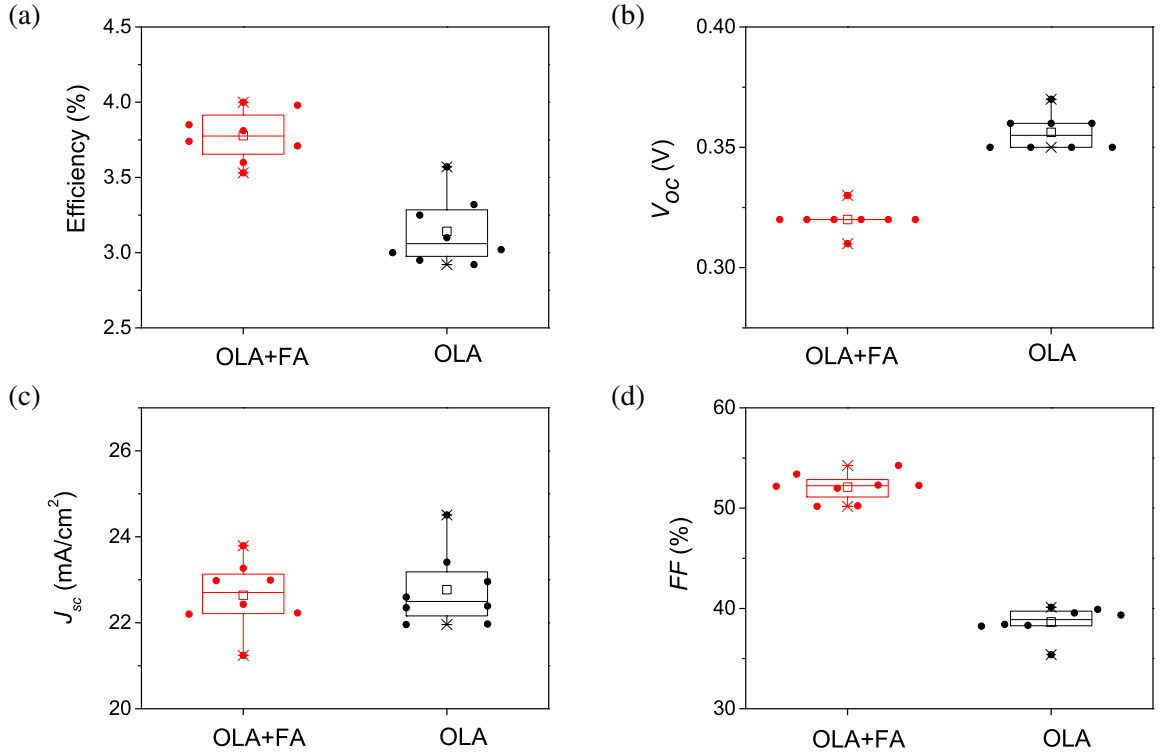 (a)
4.5
4.0
3.5
3.0
2.5
Efficiency (%)
OLA+FA OLA
(b)
0.40
0.35
0.30
Voc (V)
OLA+FA OLA
(c)
26
24
22
20
Jsc (mA/cm²)
OLA+FA OLA
(d)
60
50
40
30
FF (%)
OLA+FA OLA